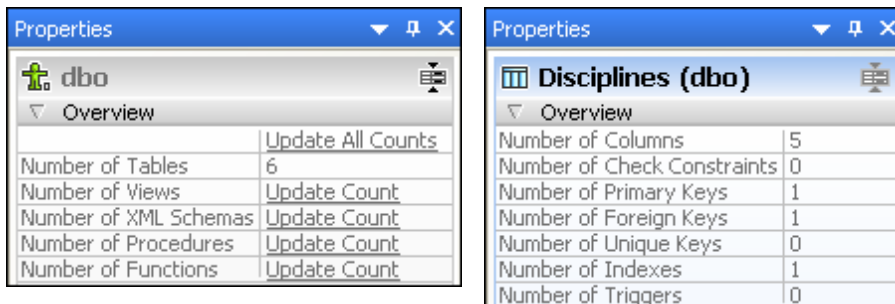 Properties
dbo
Overview
Update All Counts
Number of Tables 6
Number of Views Update Count
Number of XML Schemas Update Count
Number of Procedures Update Count
Number of Functions Update Count
Properties
Disciplines (dbo)
Overview
Number of Columns 5
Number of Check Constraints 0
Number of Primary Keys 1
Number of Foreign Keys 1
Number of Unique Keys 0
Number of Indexes 1
Number of Triggers 0